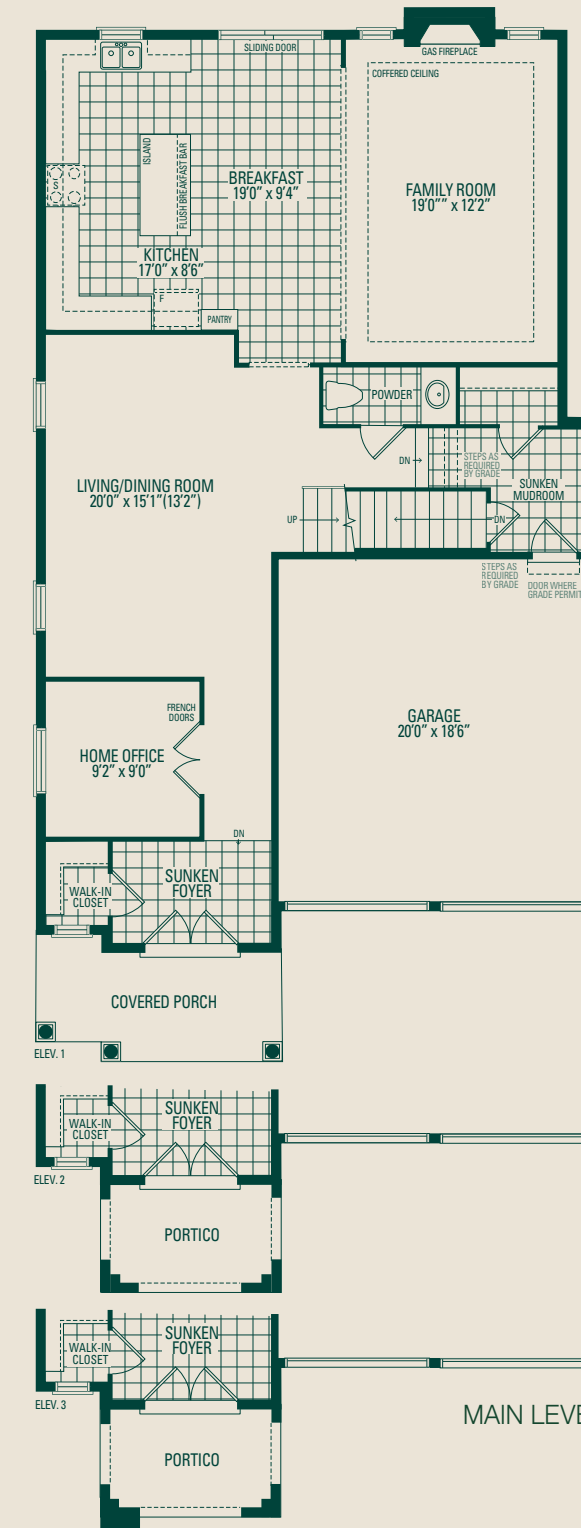 SLIDING DOOR
GAS FIREPLACE
COFFERED CEILING
ISLAND
FLUSH BREAKFAST BAR
S
BREAKFAST
19'0" x 9'4"
FAMILY ROOM
19'0"" x 12'2"
KITCHEN
17'0" x 8'6"
F
PANTRY
POWDER
DN
STEPS AS
REQUIRED
BY GRADE
SUNKEN
MUDROOM
LIVING/DINING ROOM
20'0" x 15'1"(13'2")
UP
DN
STEPS AS
REQUIRED
BY GRADE
DOOR WHERE
GRADE PERMIT
FRENCH
DOORS
GARAGE
20'0" x 18'6"
HOME OFFICE
9'2" x 9'0"
DN
SUNKEN
FOYER
WALK-IN
CLOSET
COVERED PORCH
ELEV. 1
SUNKEN
FOYER
WALK-IN
CLOSET
ELEV. 2
PORTICO
SUNKEN
FOYER
WALK-IN
CLOSET
ELEV. 3
MAIN LEVE
PORTICO